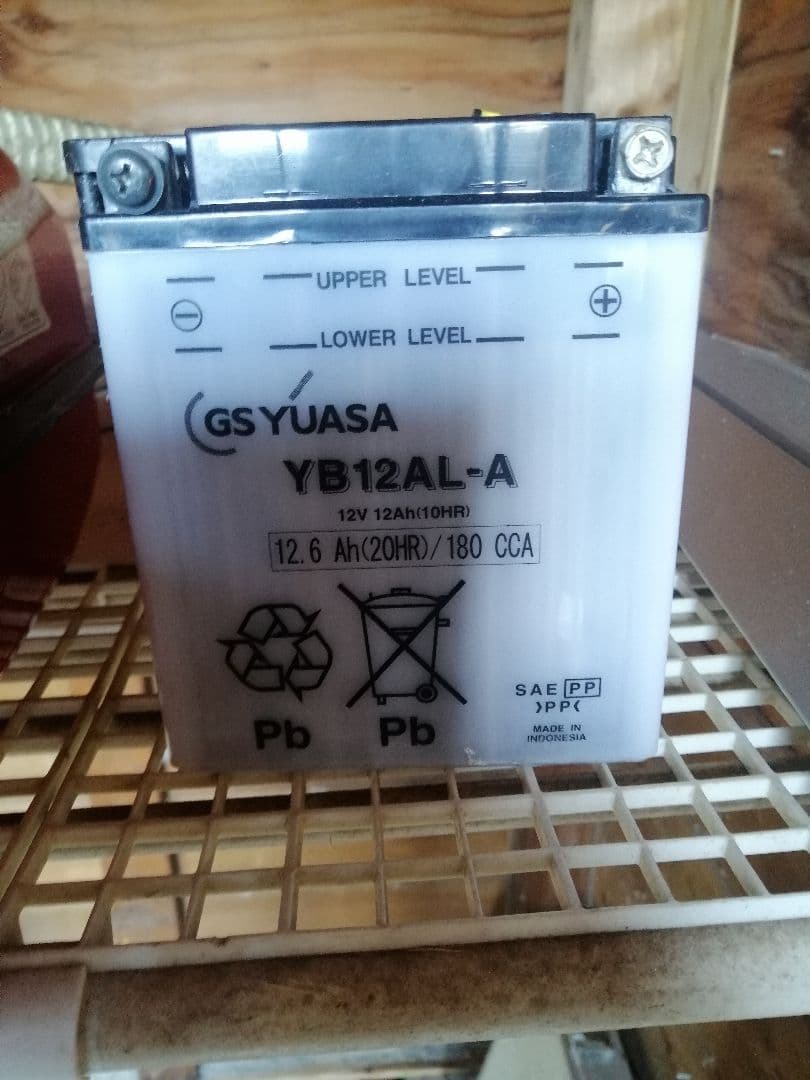 UPPER LEVEL
⊖ ⊕
LOWER LEVEL
GS YUASA
YB12AL-A
12V 12Ah(10HR)
12.6 Ah(20HR)/180 CCA
Pb Pb
SAE PP
>PP<
MADE IN
INDONESIA